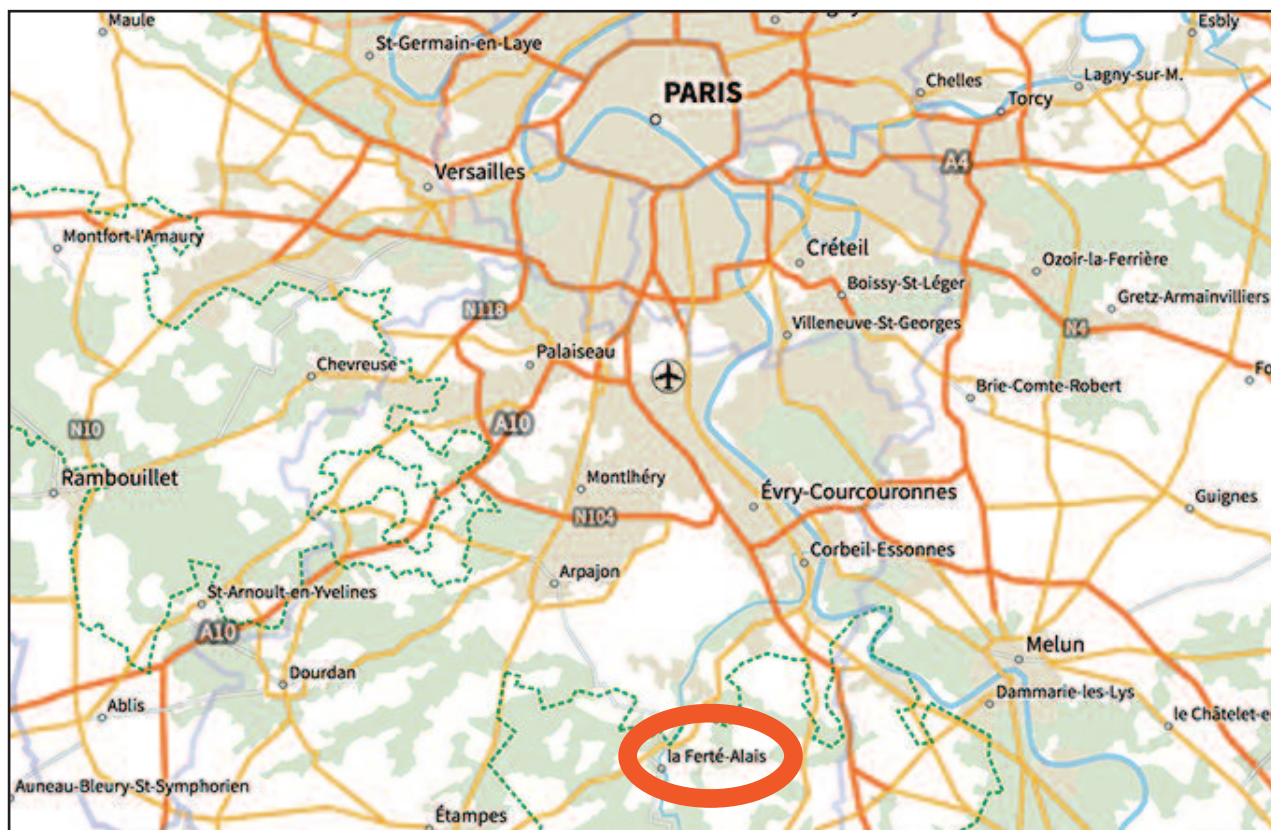 Maule
Esbly
St-Germain-en-Laye
Chelles
Lagny-sur-M.
PARIS
Torcy
A4
Versailles
Montfort-l'Amaury
Créteil
Ozoir-la-Ferrière
Boissy-St-Léger
Gretz-Armainvilliers
N118
Villeneuve-St-Georges
N4
Palaiseau
Chevreuse
Fo
Brie-Comte-Robert
N10
A10
Rambouillet
Montlhéry
Évry-Courcouronnes
Guignes
N104
Corbeil-Essonnes
Arpajon
St-Arnoult-en-Yvelines
A10
Melun
Dourdan
Dammarie-les-Lys
Ablis
le Châtelet-e
la Ferté-Alais
Auneau-Bleury-St-Symphorien
Étampes